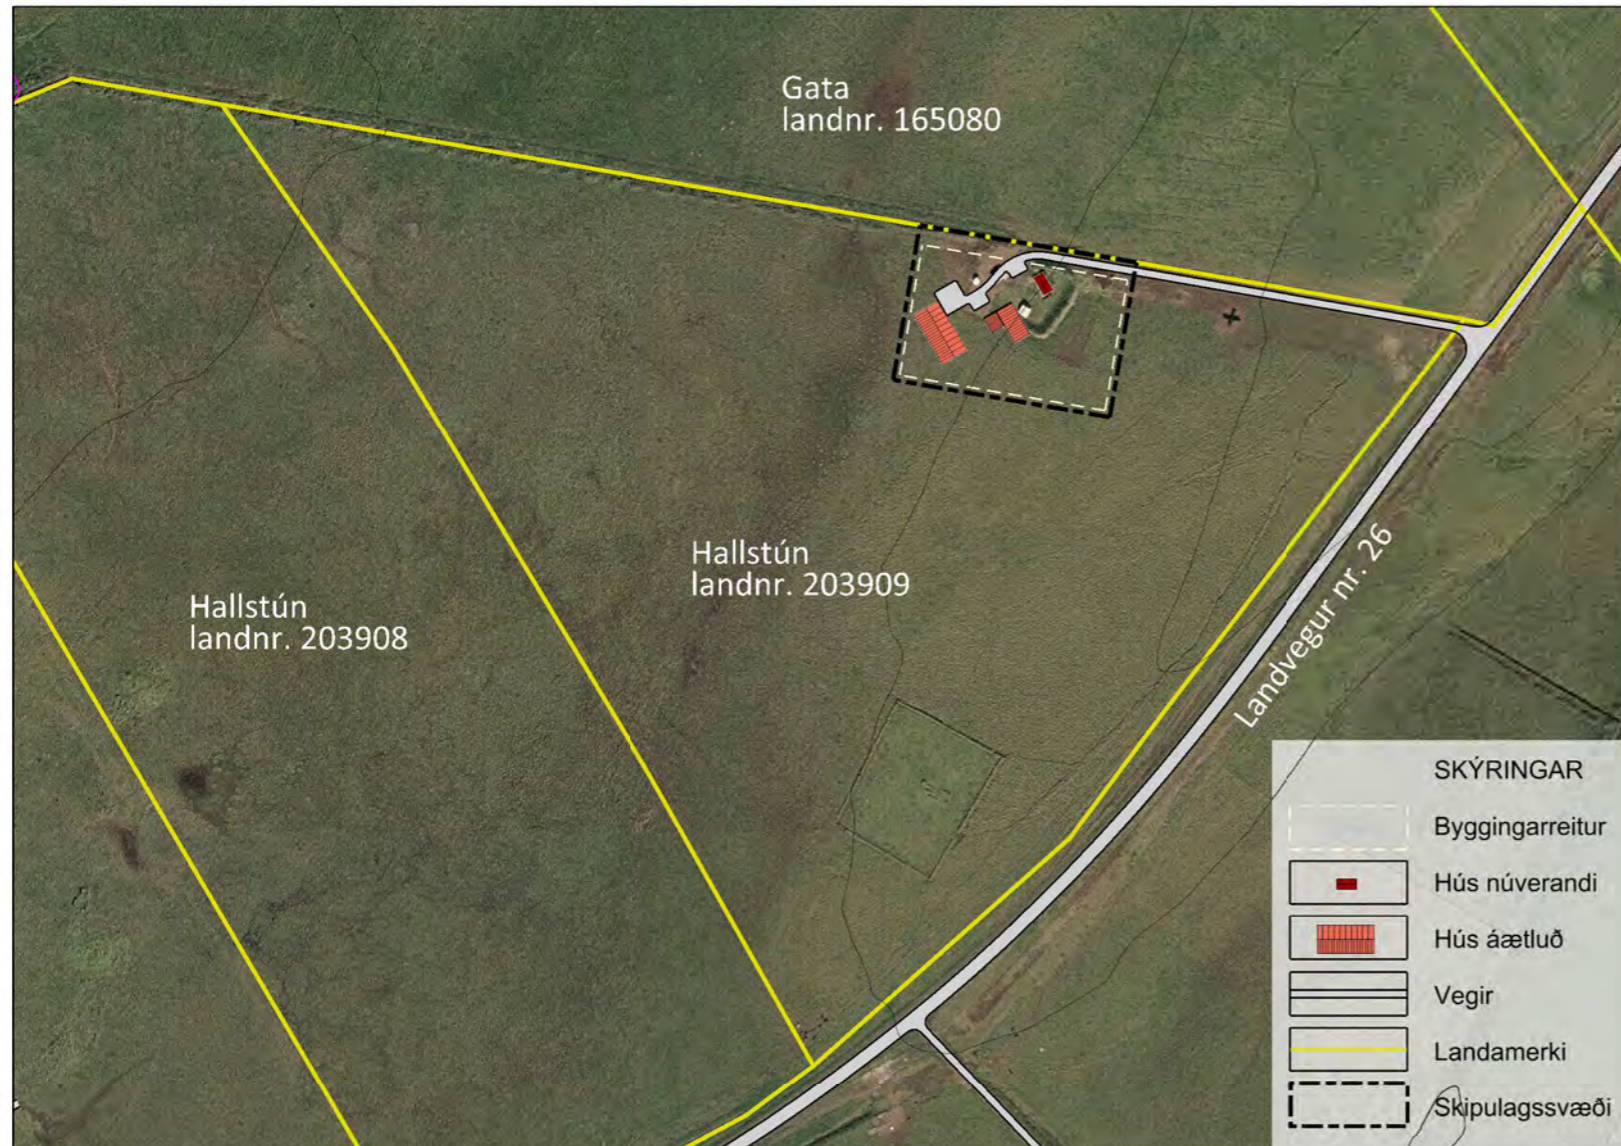 Gata
landnr. 165080
Hallstún
landnr. 203909
Hallstún
landnr. 203908
Landvegur nr. 26
SKÝRINGAR
Byggingarreitur
Hús núverandi
Hús áætluð
Vegir
Landamerki
Skipulagssvæði